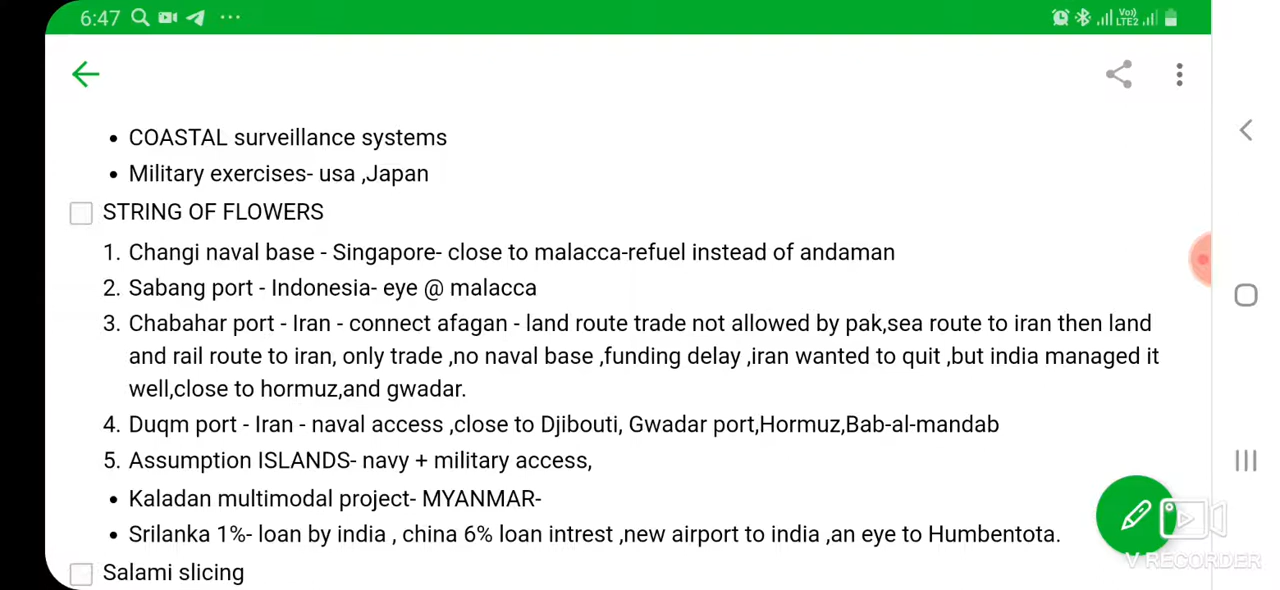 6:47
Vo) LTE2
• COASTAL surveillance systems
• Military exercises- usa ,Japan
STRING OF FLOWERS
1. Changi naval base - Singapore- close to malacca-refuel instead of andaman
2. Sabang port - Indonesia- eye @ malacca
3. Chabahar port - Iran - connect afagan - land route trade not allowed by pak,sea route to iran then land
and rail route to iran, only trade ,no naval base ,funding delay ,iran wanted to quit ,but india managed it
well,close to hormuz,and gwadar.
4. Duqm port - Iran - naval access ,close to Djibouti, Gwadar port,Hormuz,Bab-al-mandab
5. Assumption ISLANDS- navy + military access,
• Kaladan multimodal project- MYANMAR-
• Srilanka 1%- loan by india , china 6% loan intrest ,new airport to india ,an eye to Humbentota.
V RECORDER
Salami slicing